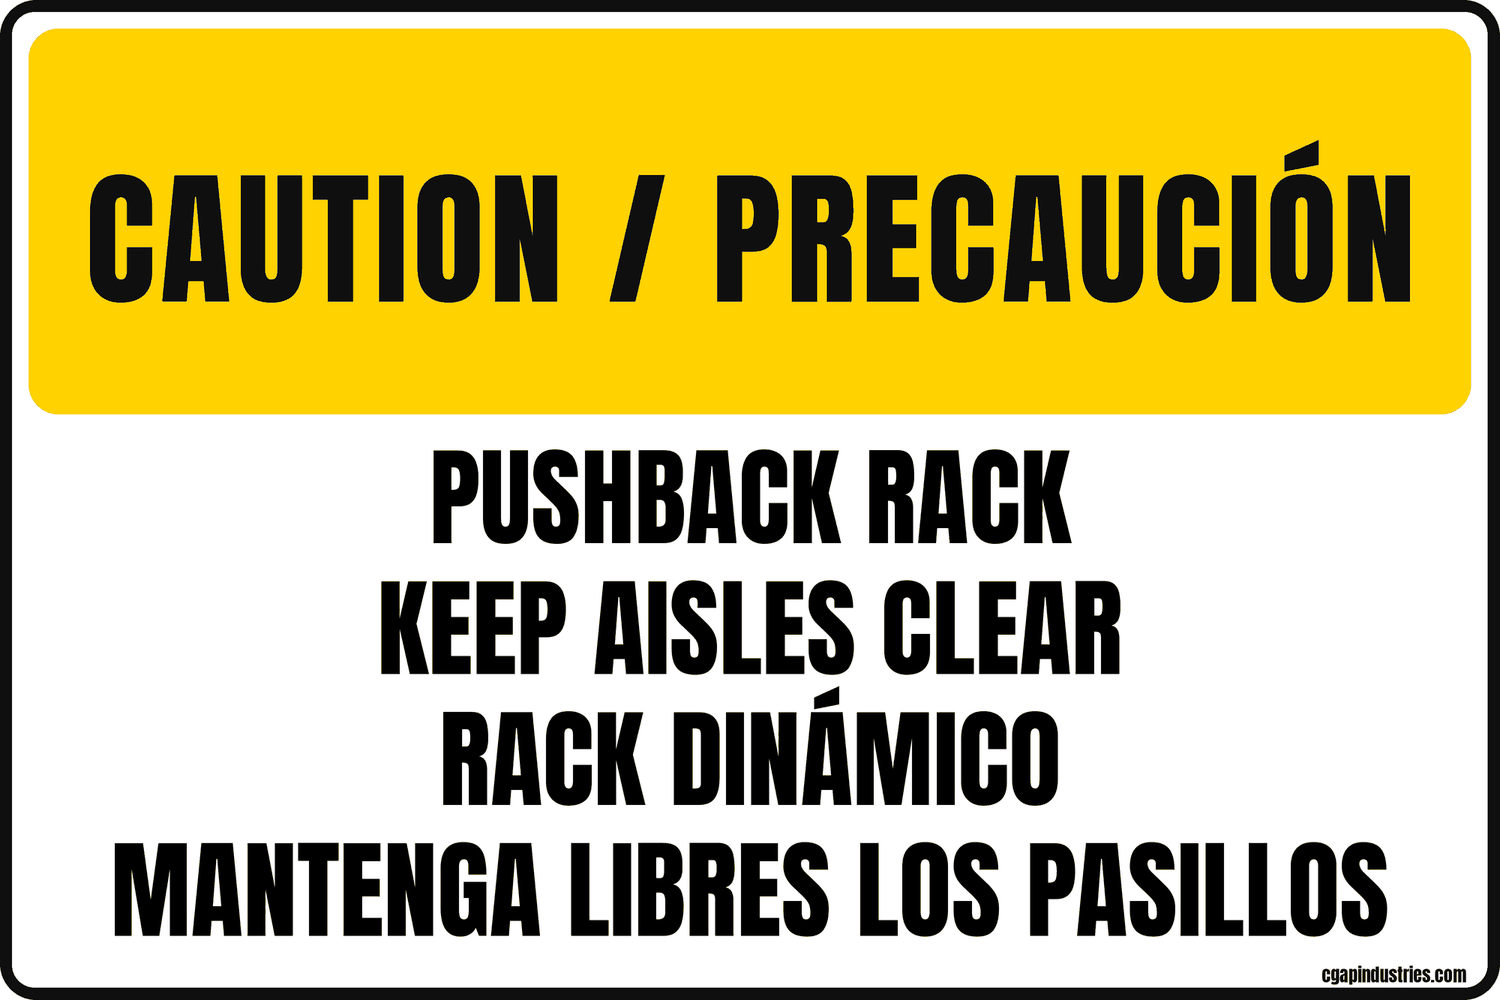 CAUTION / PRECAUCIÓN
PUSHBACK RACK
KEEP AISLES CLEAR
RACK DINÁMICO
MANTENGA LIBRES LOS PASILLOS
cgapindustries.com